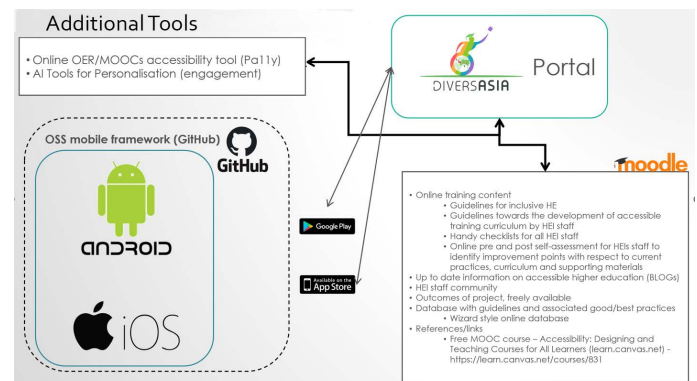 Additional Tools
• Online OER/MOOCs accessibility tool (Pa11y)
• AI Tools for Personalisation (engagement)
DIVERSASIA
Portal
OSS mobile framework (GitHub)
GitHub
android
iOS
Google Play
Available on the
App Store
moodle
• Online training content
• Guidelines for inclusive HE
• Guidelines towards the development of accessible
training curriculum by HEI staff
• Handy checklists for all HEI staff
• Online pre and post self-assessment for HEIs staff to
identify improvement points with respect to current
practices, curriculum and supporting materials
• Up to date information on accessible higher education (BLOGs)
• HEI staff community
• Outcomes of project, freely available
• Database with guidelines and associated good/best practices
• Wizard style online database
• References/links
• Free MOOC course – Accessibility: Designing and
Teaching Courses for All Learners (learn.canvas.net) -
https://learn.canvas.net/courses/831